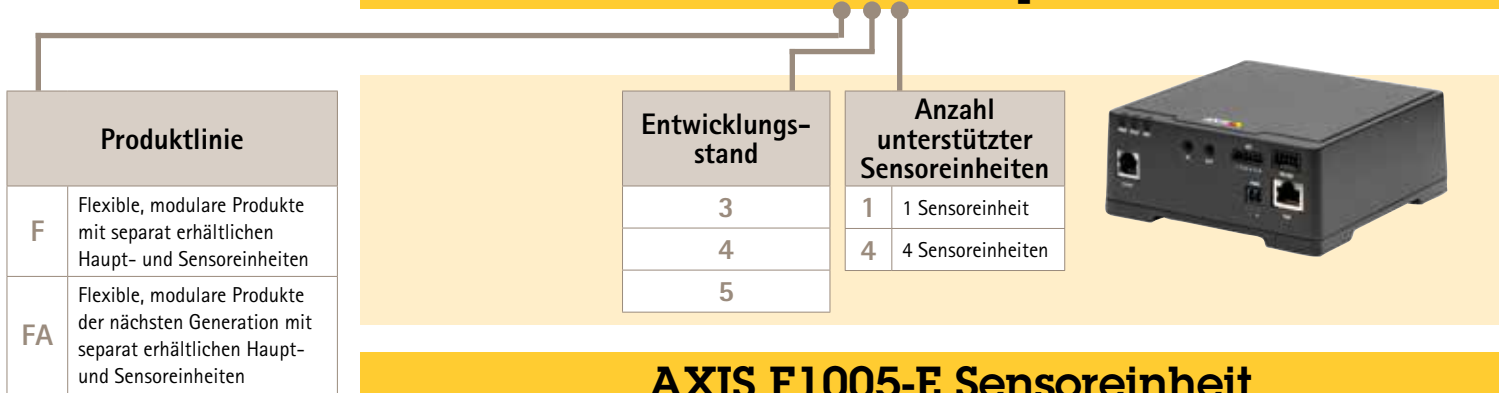 Produktlinie
F
Flexible, modulare Produkte
mit separat erhältlichen
Haupt- und Sensoreinheiten
FA
Flexible, modulare Produkte
der nächsten Generation mit
separat erhältlichen Haupt-
und Sensoreinheiten
Entwicklungs-
stand
3
4
5
Anzahl
unterstützter
Sensoreinheiten
1 1 Sensoreinheit
4 4 Sensoreinheiten
AXIS F1005-E Sensoreinheit